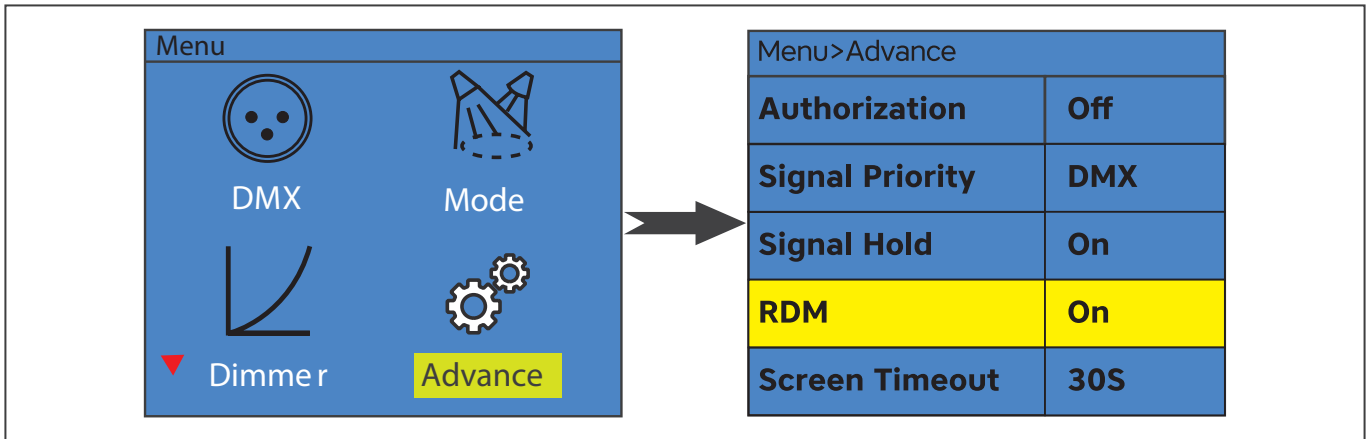 Menu
DMX Mode
Dimmer Advance
Menu>Advance
Authorization Off
Signal Priority DMX
Signal Hold On
RDM On
Screen Timeout 30S